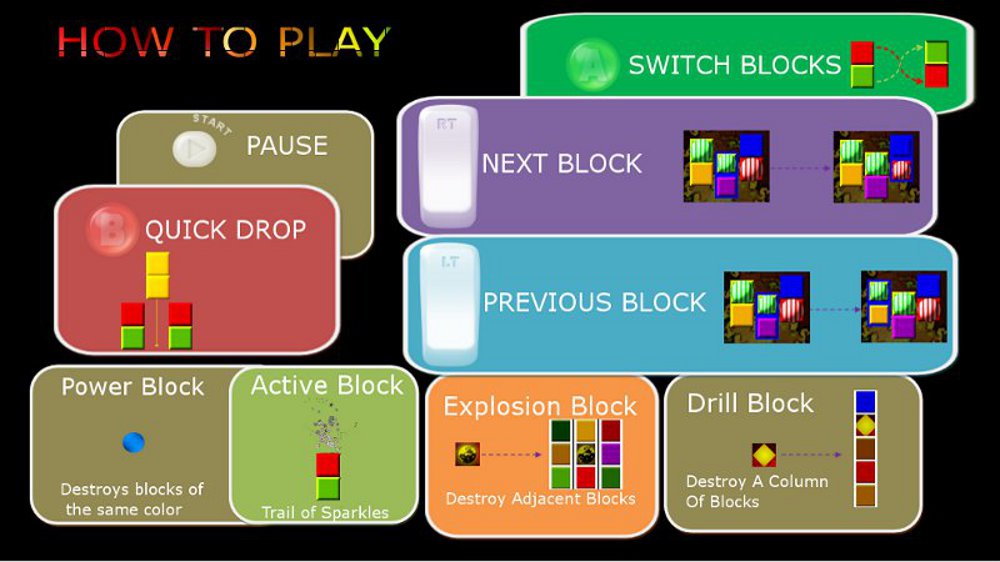 HOW TO PLAY
A SWITCH BLOCKS
START
PAUSE
RT
NEXT BLOCK
B QUICK DROP
LT
PREVIOUS BLOCK
Power Block
Destroys blocks of
the same color
Active Block
Trail of Sparkles
Explosion Block
Destroy Adjacent Blocks
Drill Block
Destroy A Column
Of Blocks